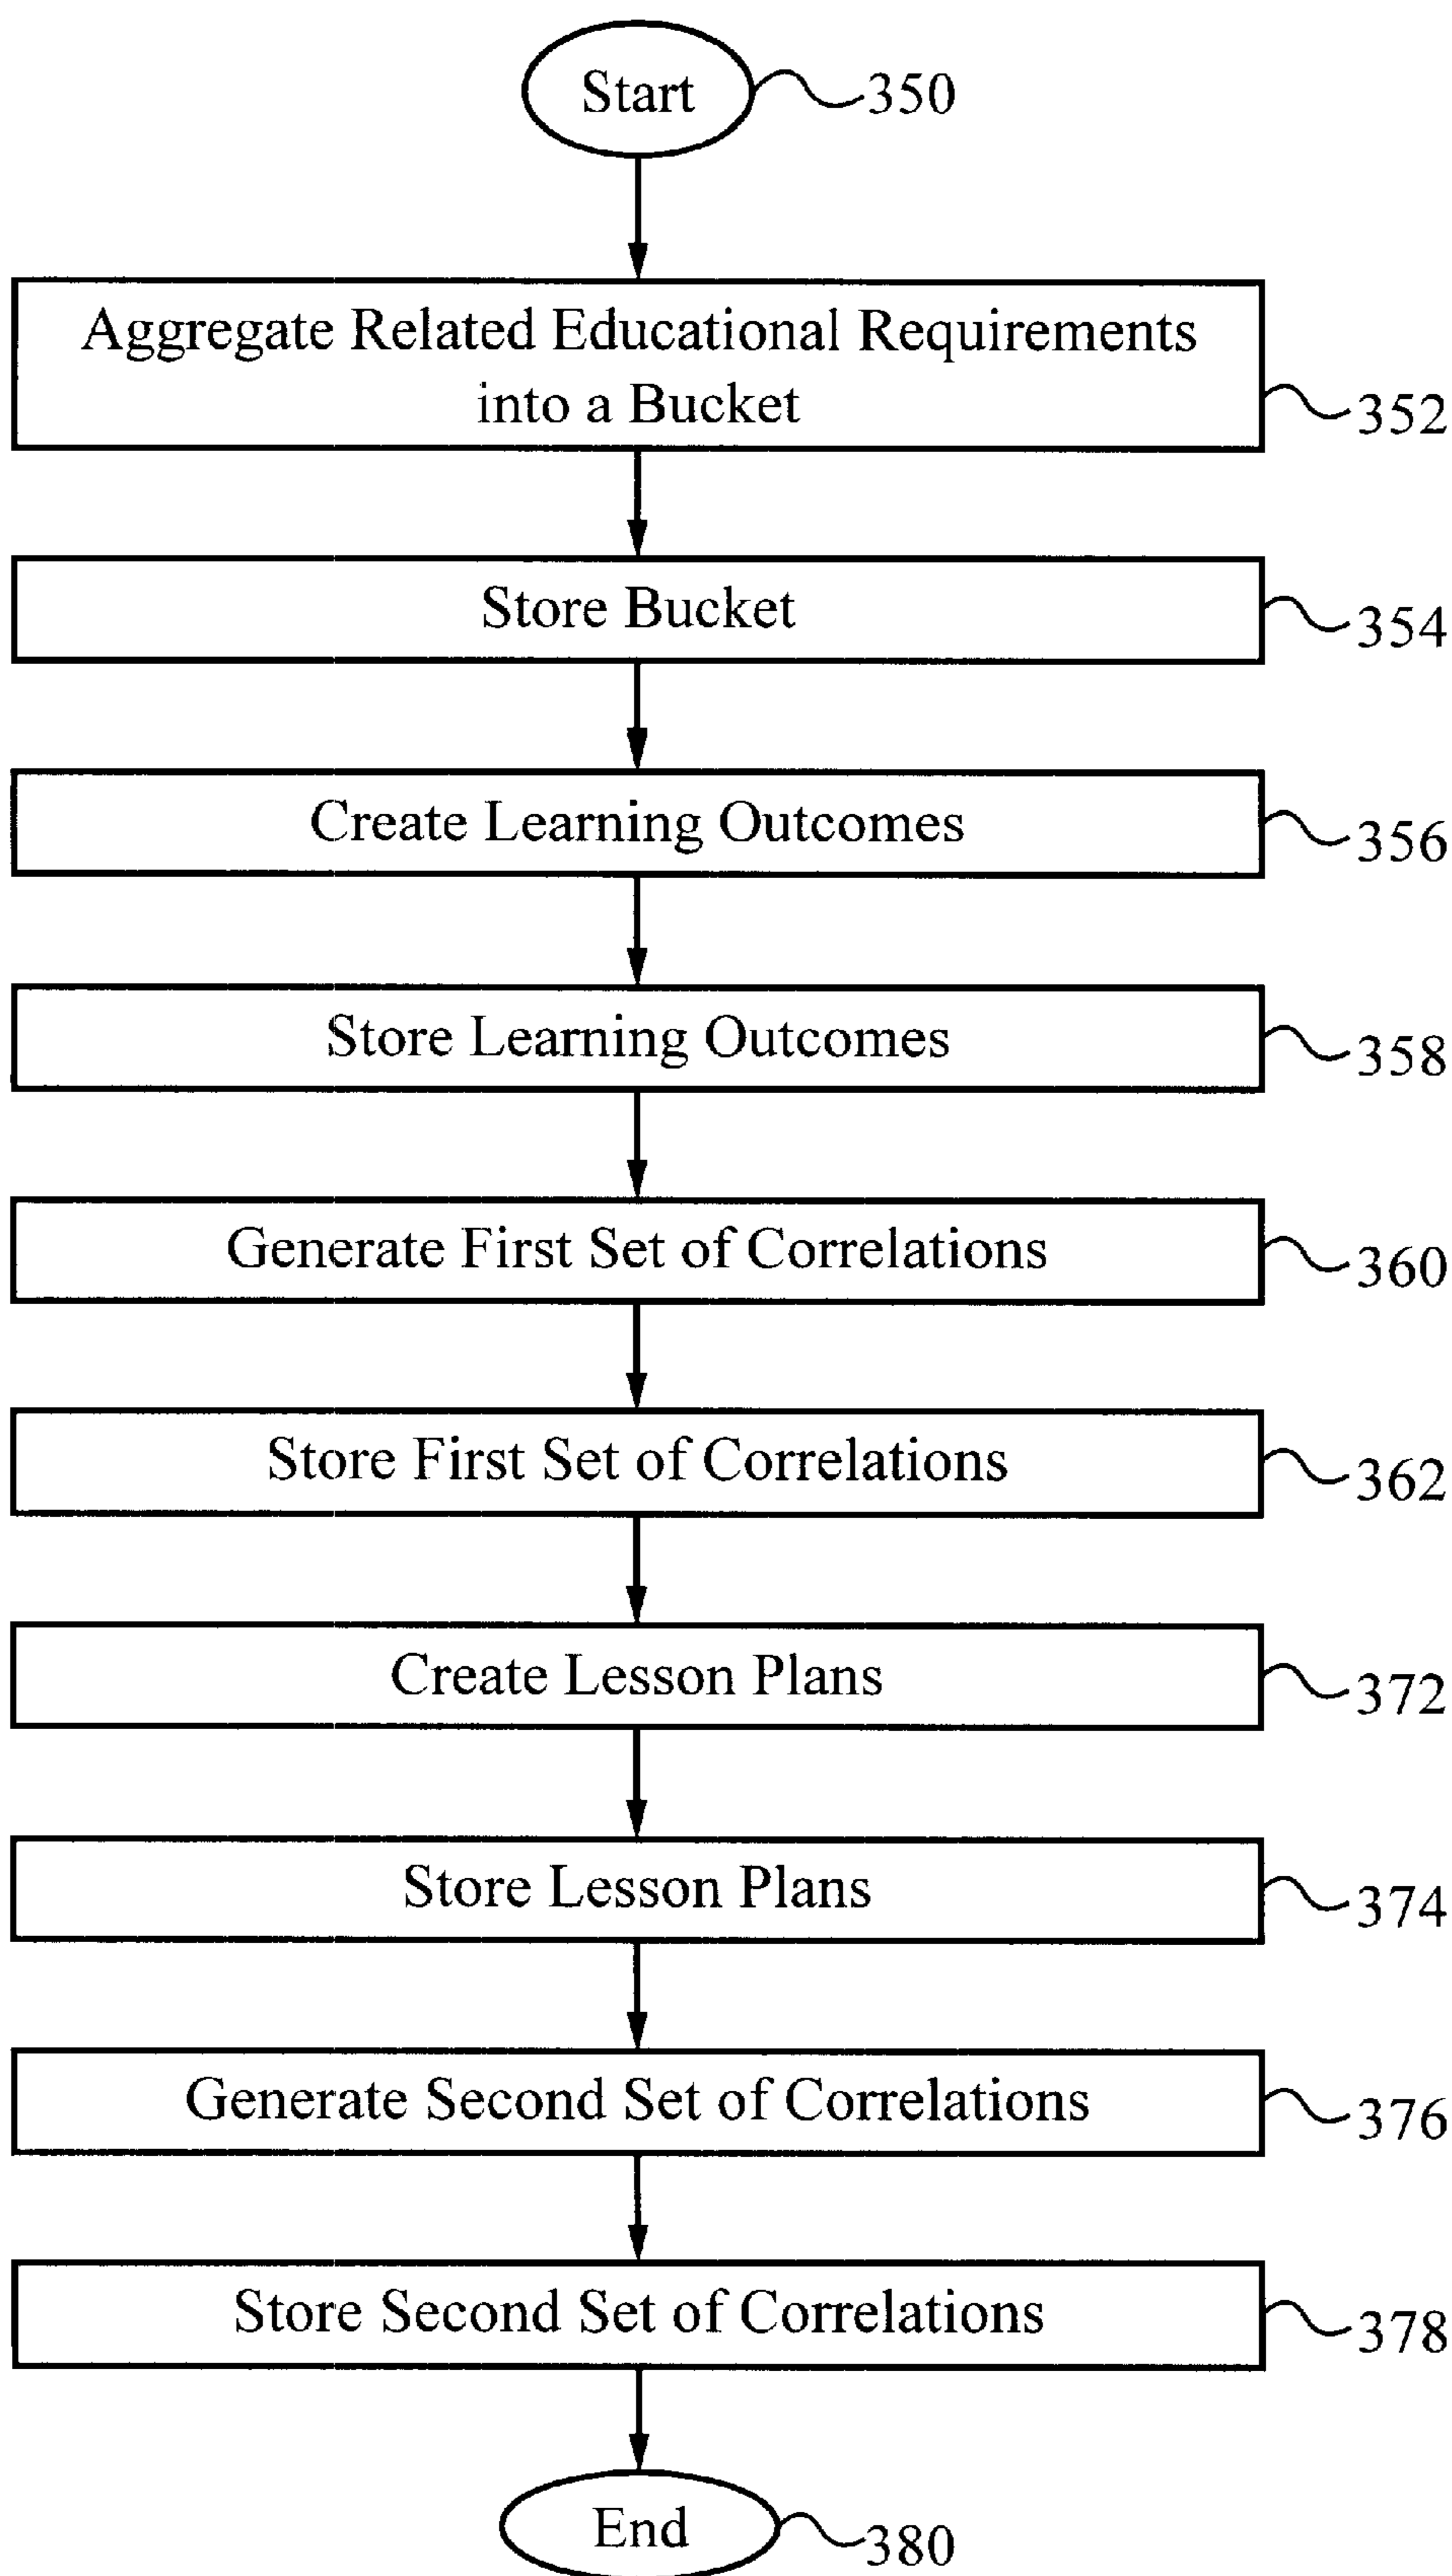 Start
350
Aggregate Related Educational Requirements
into a Bucket
352
Store Bucket
354
Create Learning Outcomes
356
Store Learning Outcomes
358
Generate First Set of Correlations
360
Store First Set of Correlations
362
Create Lesson Plans
372
Store Lesson Plans
374
Generate Second Set of Correlations
376
Store Second Set of Correlations
378
End
380